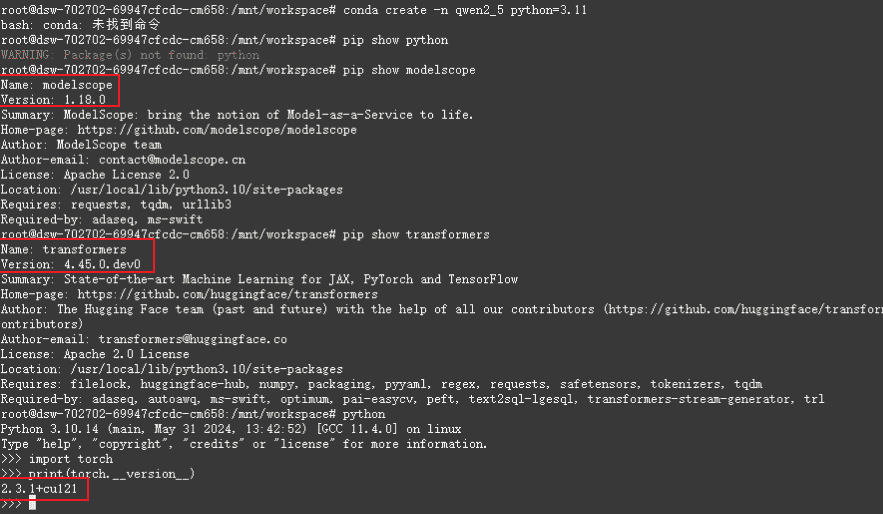 root@dsw-702702-69947cfcdc-cm658:/mnt/workspace# conda create -n qwen2_5 python=3.11
bash: conda: 未找到命令
root@dsw-702702-69947cfcdc-cm658:/mnt/workspace# pip show python
WARNING: Package(s) not found: python
root@dsw-702702-69947cfcdc-cm658:/mnt/workspace# pip show modelscope
Name: modelscope
Version: 1.18.0
Summary: ModelScope: bring the notion of Model-as-a-Service to life.
Home-page: https://github.com/modelscope/modelscope
Author: ModelScope team
Author-email: contact@modelscope.cn
License: Apache License 2.0
Location: /usr/local/lib/python3.10/site-packages
Requires: requests, tqdm, urllib3
Required-by: adaseq, ms-swift
root@dsw-702702-69947cfcdc-cm658:/mnt/workspace# pip show transformers
Name: transformers
Version: 4.45.0.dev0
Summary: State-of-the-art Machine Learning for JAX, PyTorch and TensorFlow
Home-page: https://github.com/huggingface/transformers
Author: The Hugging Face team (past and future) with the help of all our contributors (https://github.com/huggingface/transfor
ontributors)
Author-email: transformers@huggingface.co
License: Apache 2.0 License
Location: /usr/local/lib/python3.10/site-packages
Requires: filelock, huggingface-hub, numpy, packaging, pyyaml, regex, requests, safetensors, tokenizers, tqdm
Required-by: adaseq, autoawq, ms-swift, optimum, pai-easycv, peft, text2sql-lgesql, transformers-stream-generator, trl
root@dsw-702702-69947cfcdc-cm658:/mnt/workspace# python
Python 3.10.14 (main, May 31 2024, 13:42:52) [GCC 11.4.0] on linux
Type "help", "copyright", "credits" or "license" for more information.
>>> import torch
>>> print(torch.__version__)
2.3.1+cu121
>>>